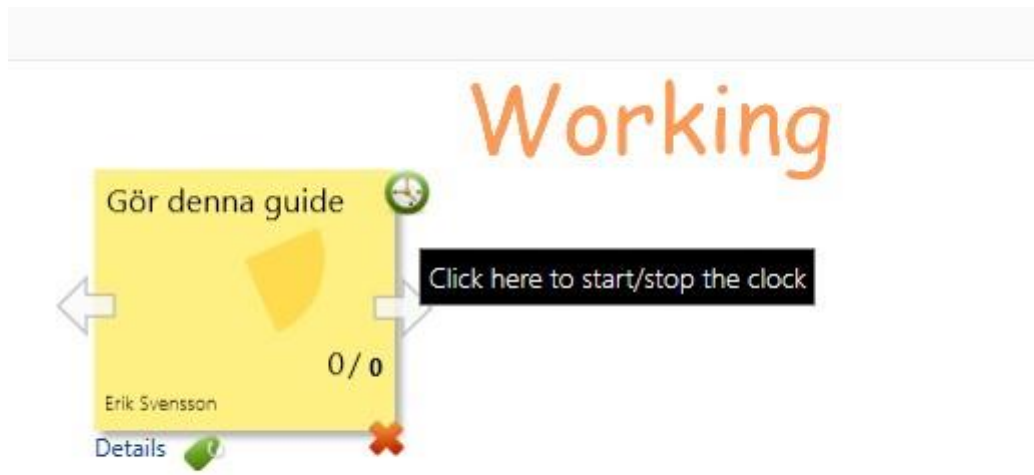 Working
Gör denna guide
Click here to start/stop the clock
0/ 0
Erik Svensson
Details